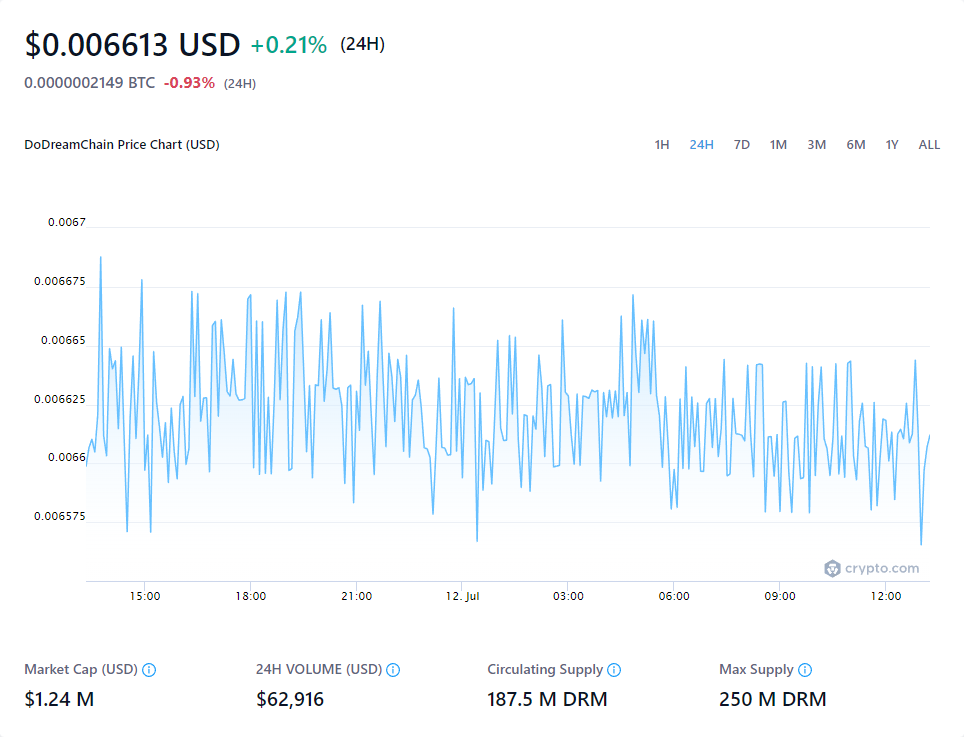 $0.006613 USD +0.21% (24H)
0.0000002149 BTC -0.93% (24H)
DoDreamChain Price Chart (USD) 1H 24H 7D 1M 3M 6M 1Y ALL
0.0067
0.006675
0.00665
0.006625
0.0066
0.006575
crypto.com
15:00 18:00 21:00 12. Jul 03:00 06:00 09:00 12:00
Market Cap (USD) 24H VOLUME (USD) Circulating Supply Max Supply
$1.24 M $62,916 187.5 M DRM 250 M DRM